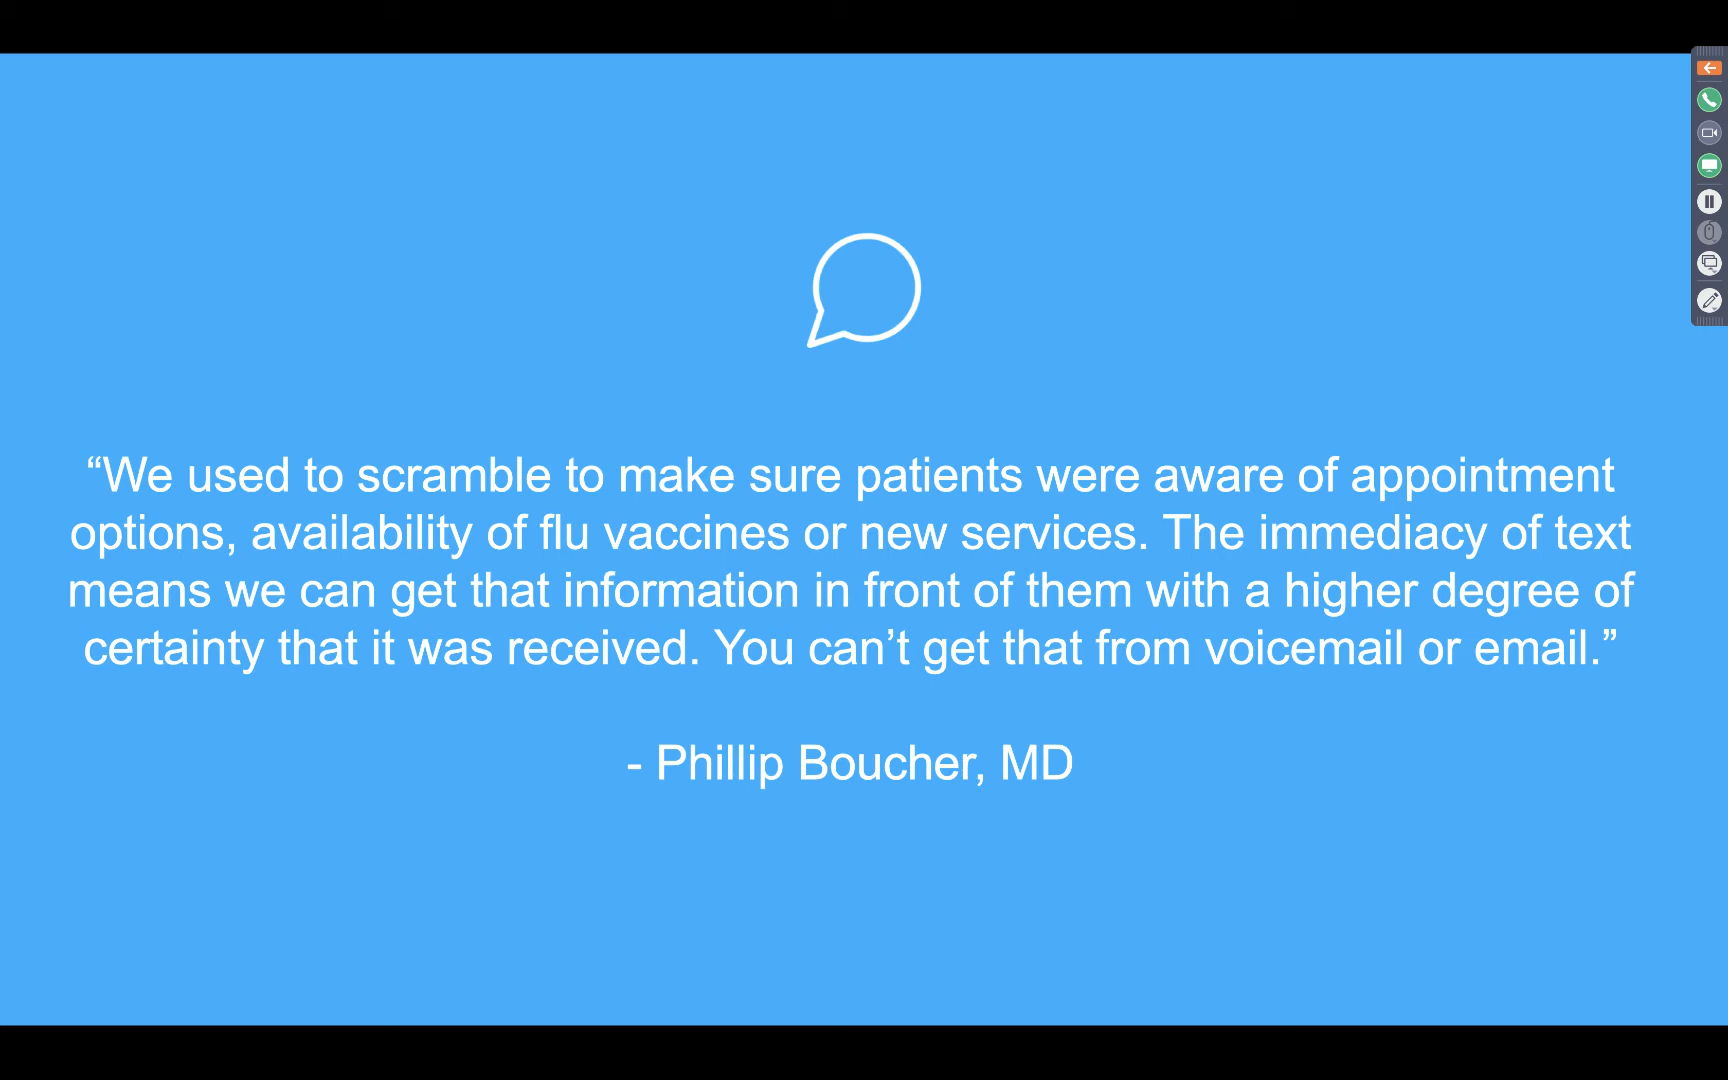 “We used to scramble to make sure patients were aware of appointment
options, availability of flu vaccines or new services. The immediacy of text
means we can get that information in front of them with a higher degree of
certainty that it was received. You can’t get that from voicemail or email.”
- Phillip Boucher, MD